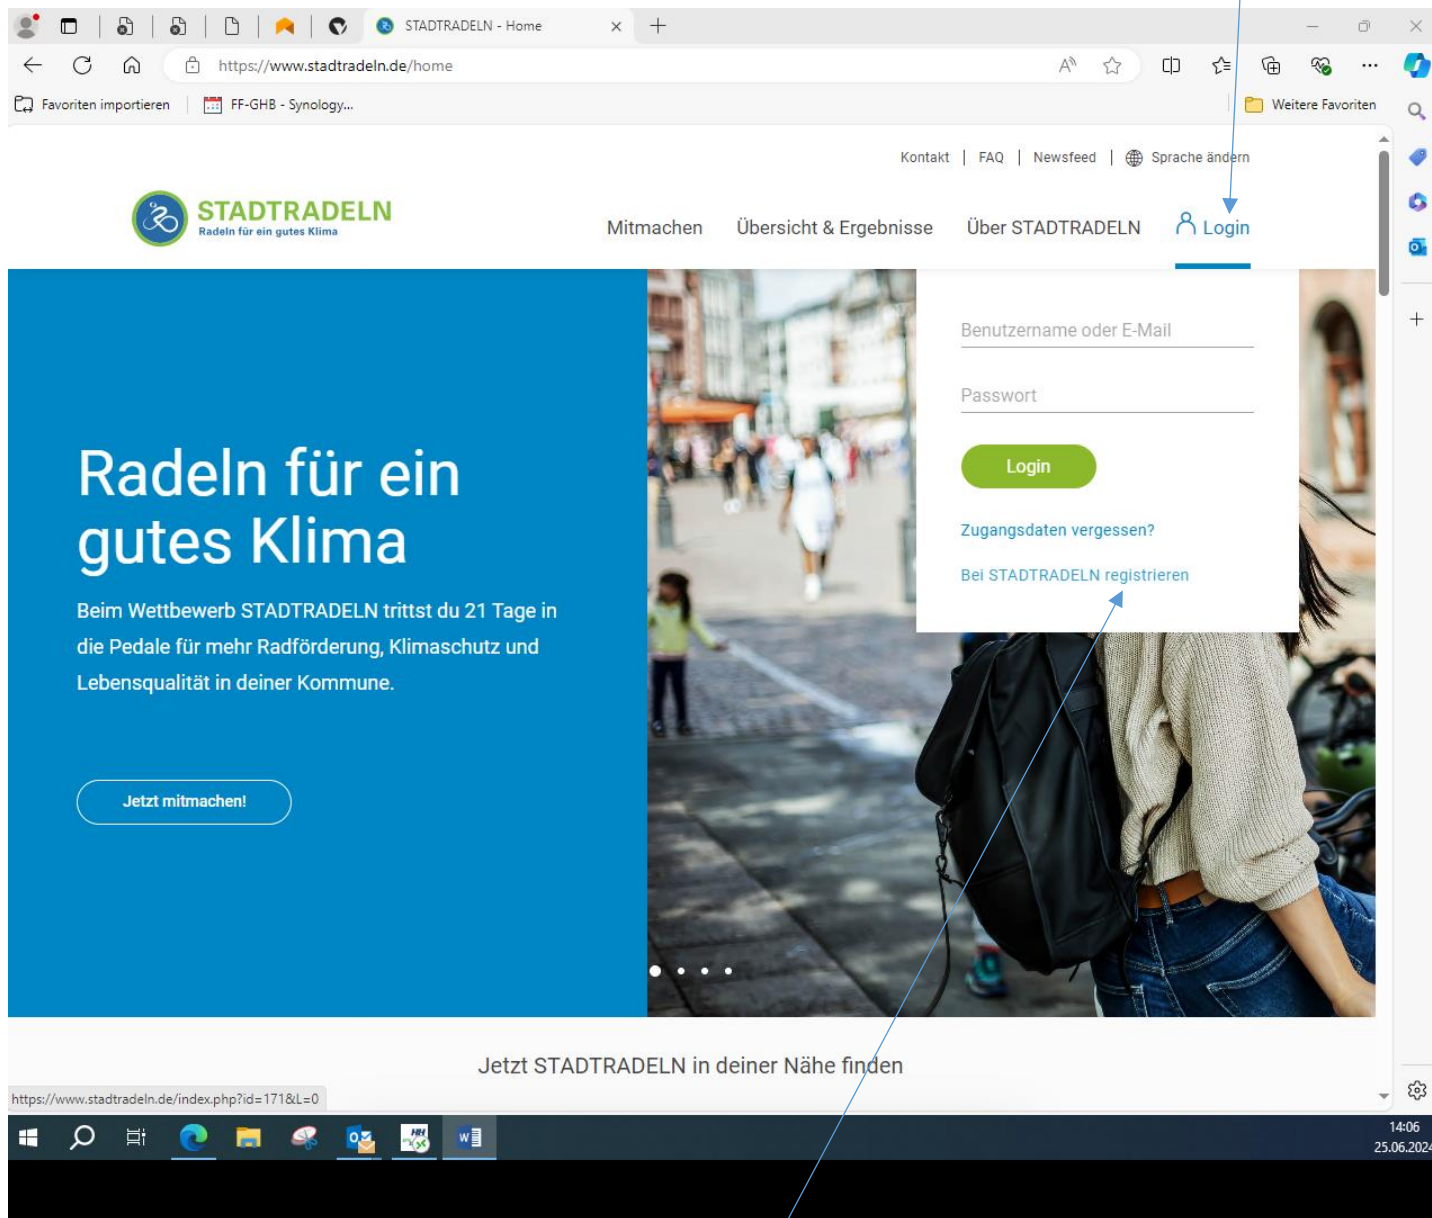 STADTRADELN - Home
https://www.stadtradeln.de/home
Favoriten importieren
FF-GHB - Synology...
Weitere Favoriten
Kontakt | FAQ | Newsfeed | Sprache ändern
STADTRADELN
Radeln für ein gutes Klima
Mitmachen Übersicht & Ergebnisse Über STADTRADELN Login
Benutzername oder E-Mail
Passwort
Login
Zugangsdaten vergessen?
Bei STADTRADELN registrieren
Radeln für ein
gutes Klima
Beim Wettbewerb STADTRADELN trittst du 21 Tage in
die Pedale für mehr Radförderung, Klimaschutz und
Lebensqualität in deiner Kommune.
Jetzt mitmachen!
Jetzt STADTRADELN in deiner Nähe finden
https://www.stadtradeln.de/index.php?id=171&L=0
14:06
25.06.2024